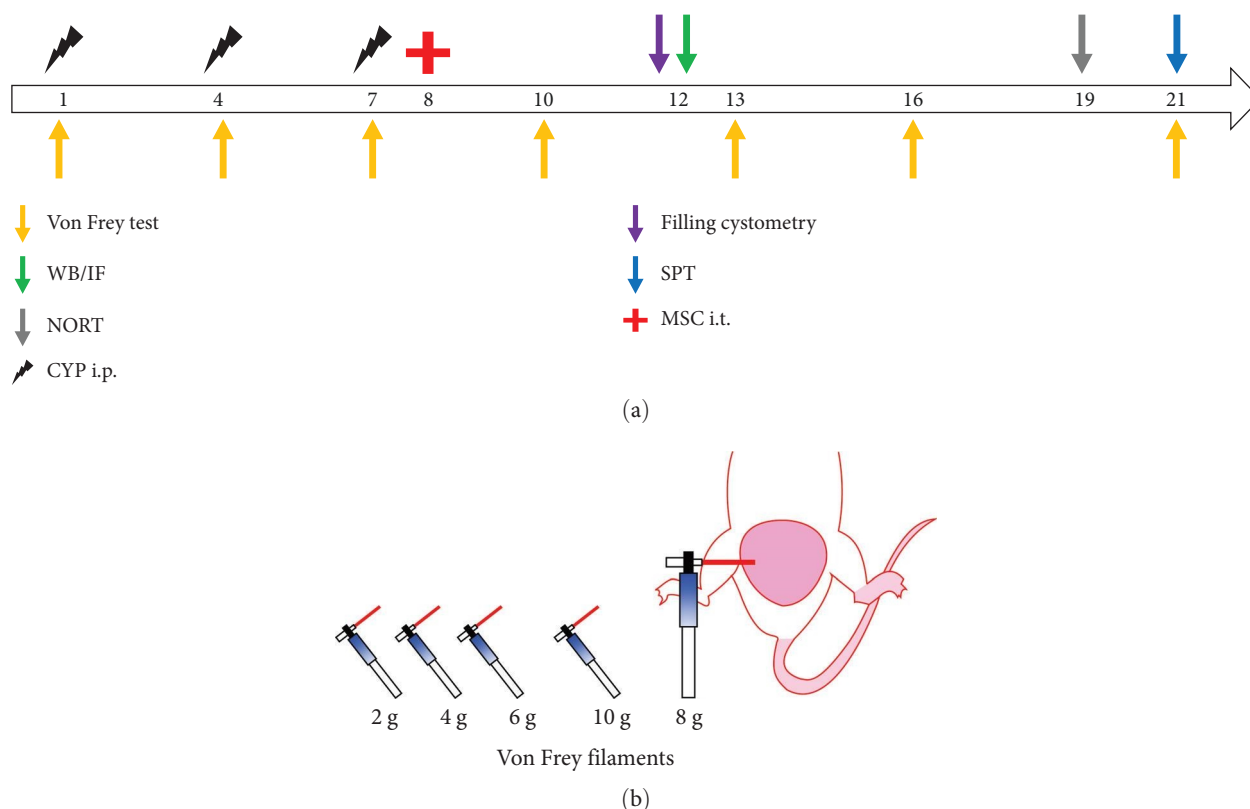 1 4 7 8 10 12 13 16 19 21
Von Frey test
WB/IF
NORT
CYP i.p.
Filling cystometry
SPT
MSC i.t.
(a)
2 g 4 g 6 g 10 g 8 g
Von Frey filaments
(b)